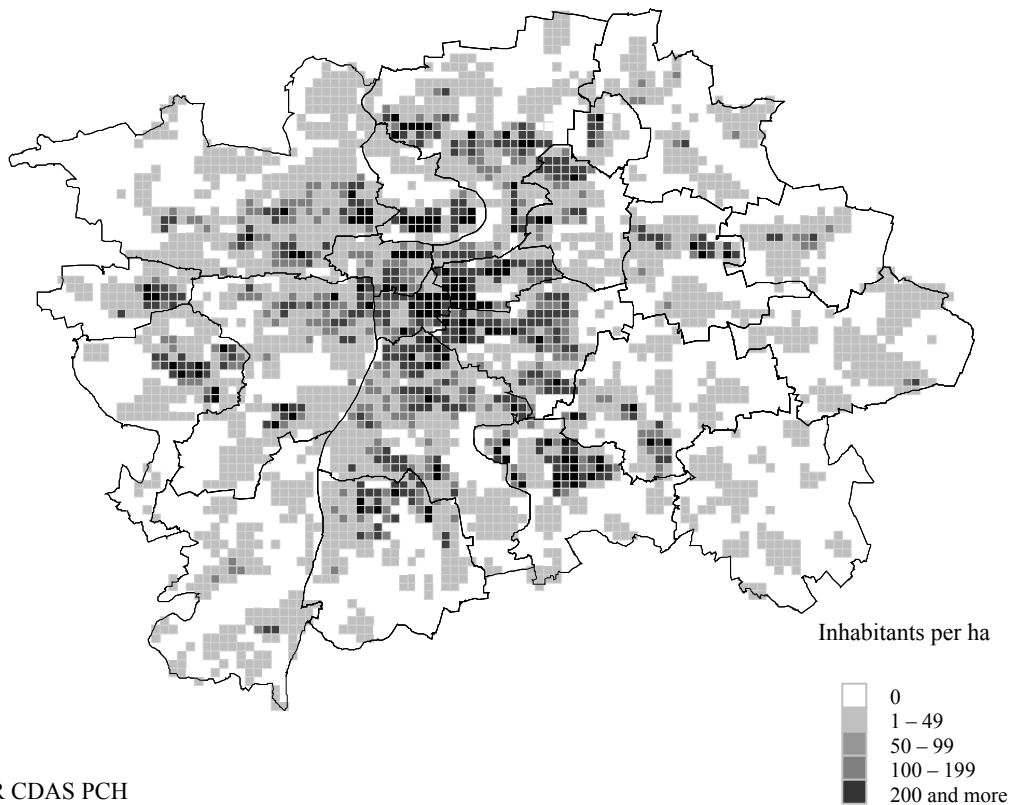 Inhabitants per ha
0
1 – 49
50 – 99
100 – 199
200 and more
R CDAS PCH